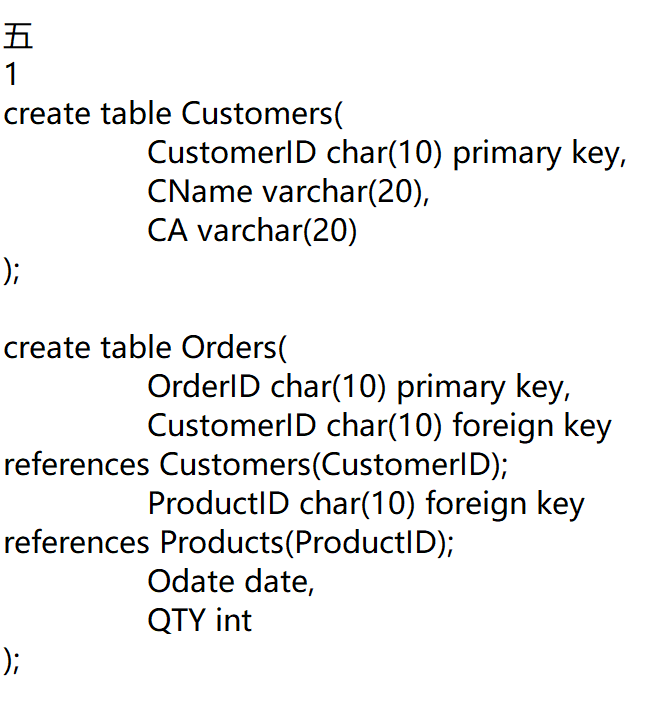 五
1
create table Customers(
CustomerID char(10) primary key,
CName varchar(20),
CA varchar(20)
);
create table Orders(
OrderID char(10) primary key,
CustomerID char(10) foreign key
references Customers(CustomerID);
ProductID char(10) foreign key
references Products(ProductID);
Odate date,
QTY int
);